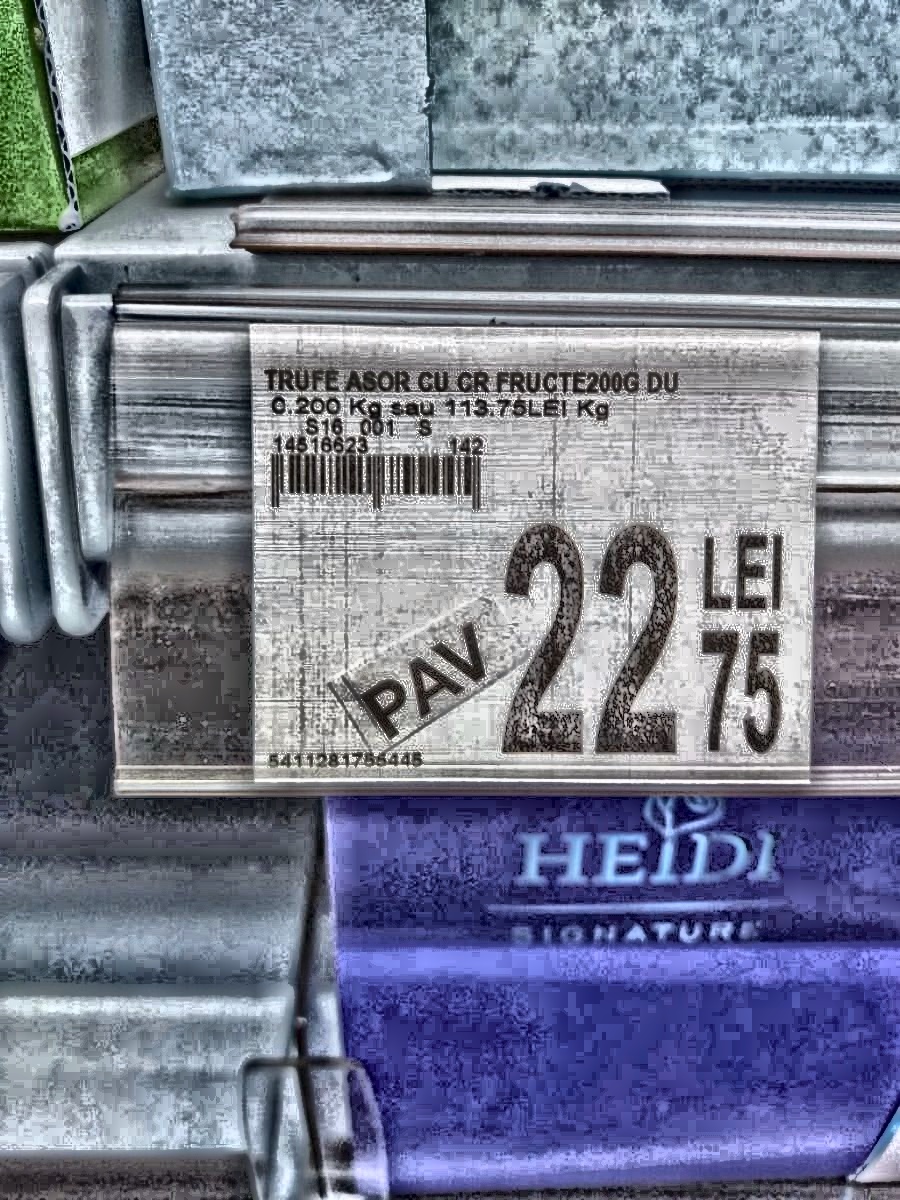 TRUFE ASOR CU CR FRUCTE200G DU
0.200 Kg sau 113.75LEI Kg
S16 001 S
14516623 142
22 LEI
75
PAV
5411281755445
HEIDI
SIGNATURE